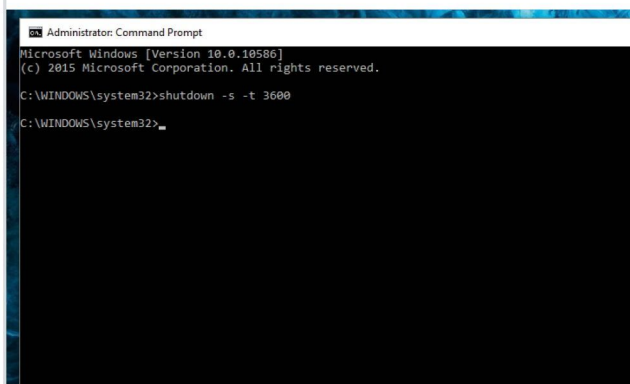 Administrator: Command Prompt
Microsoft Windows [Version 10.0.10586]
(c) 2015 Microsoft Corporation. All rights reserved.
C:\WINDOWS\system32>shutdown -s -t 3600
C:\WINDOWS\system32>